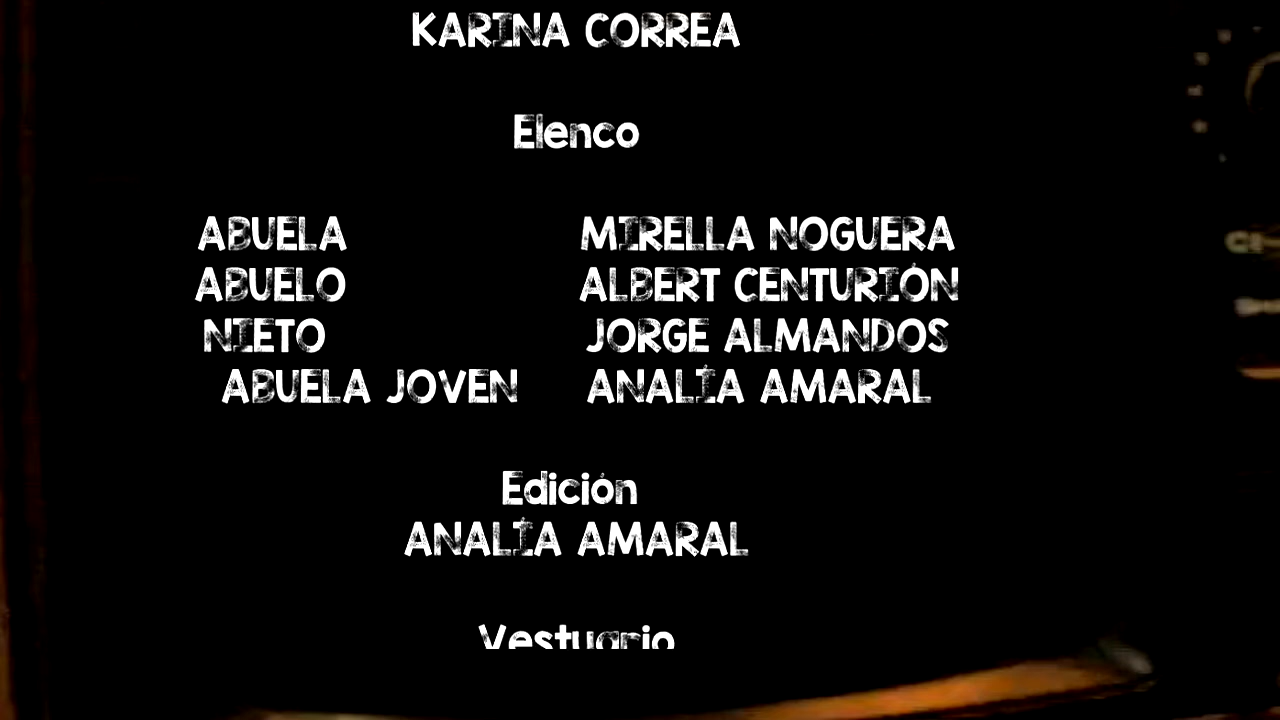 KARINA CORREA
Elenco
ABUELA MIRELLA NOGUERA
ABUELO ALBERT CENTURIÓN
NIETO JORGE ALMANDOS
ABUELA JOVEN ANALÍA AMARAL
Edición
ANALÍA AMARAL
Vestuario